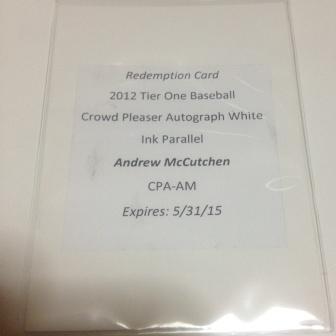 Redemption Card
2012 Tier One Baseball
Crowd Pleaser Autograph White
Ink Parallel
Andrew McCutchen
CPA-AM
Expires: 5/31/15